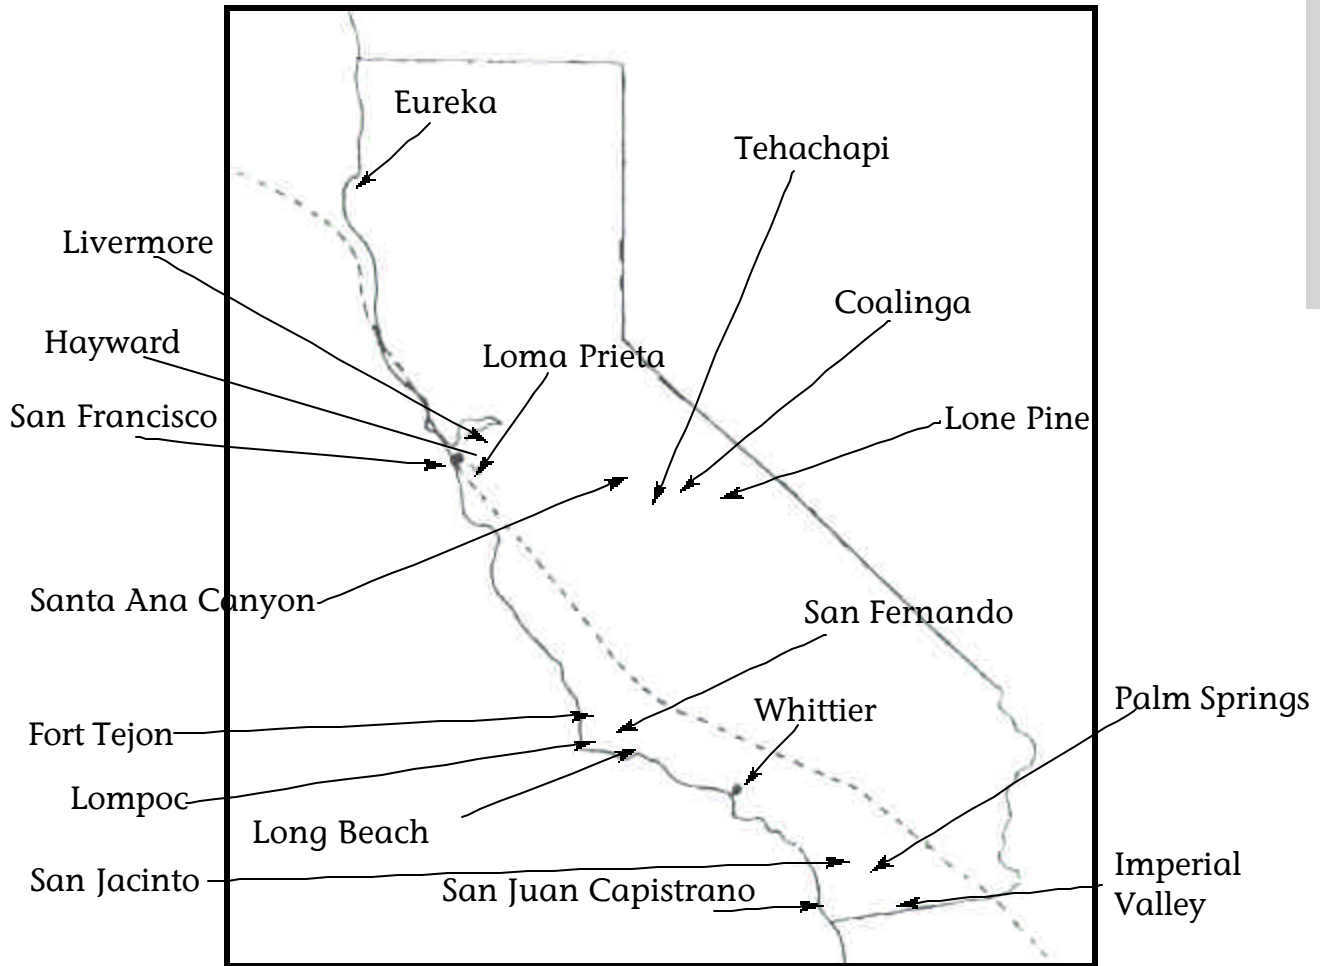 Eureka
Tehachapi
Livermore
Coalinga
Hayward
Loma Prieta
San Francisco
Lone Pine
Santa Ana Canyon
San Fernando
Palm Springs
Whittier
Fort Tejon
Lompoc
Long Beach
San Jacinto
San Juan Capistrano
Imperial
Valley